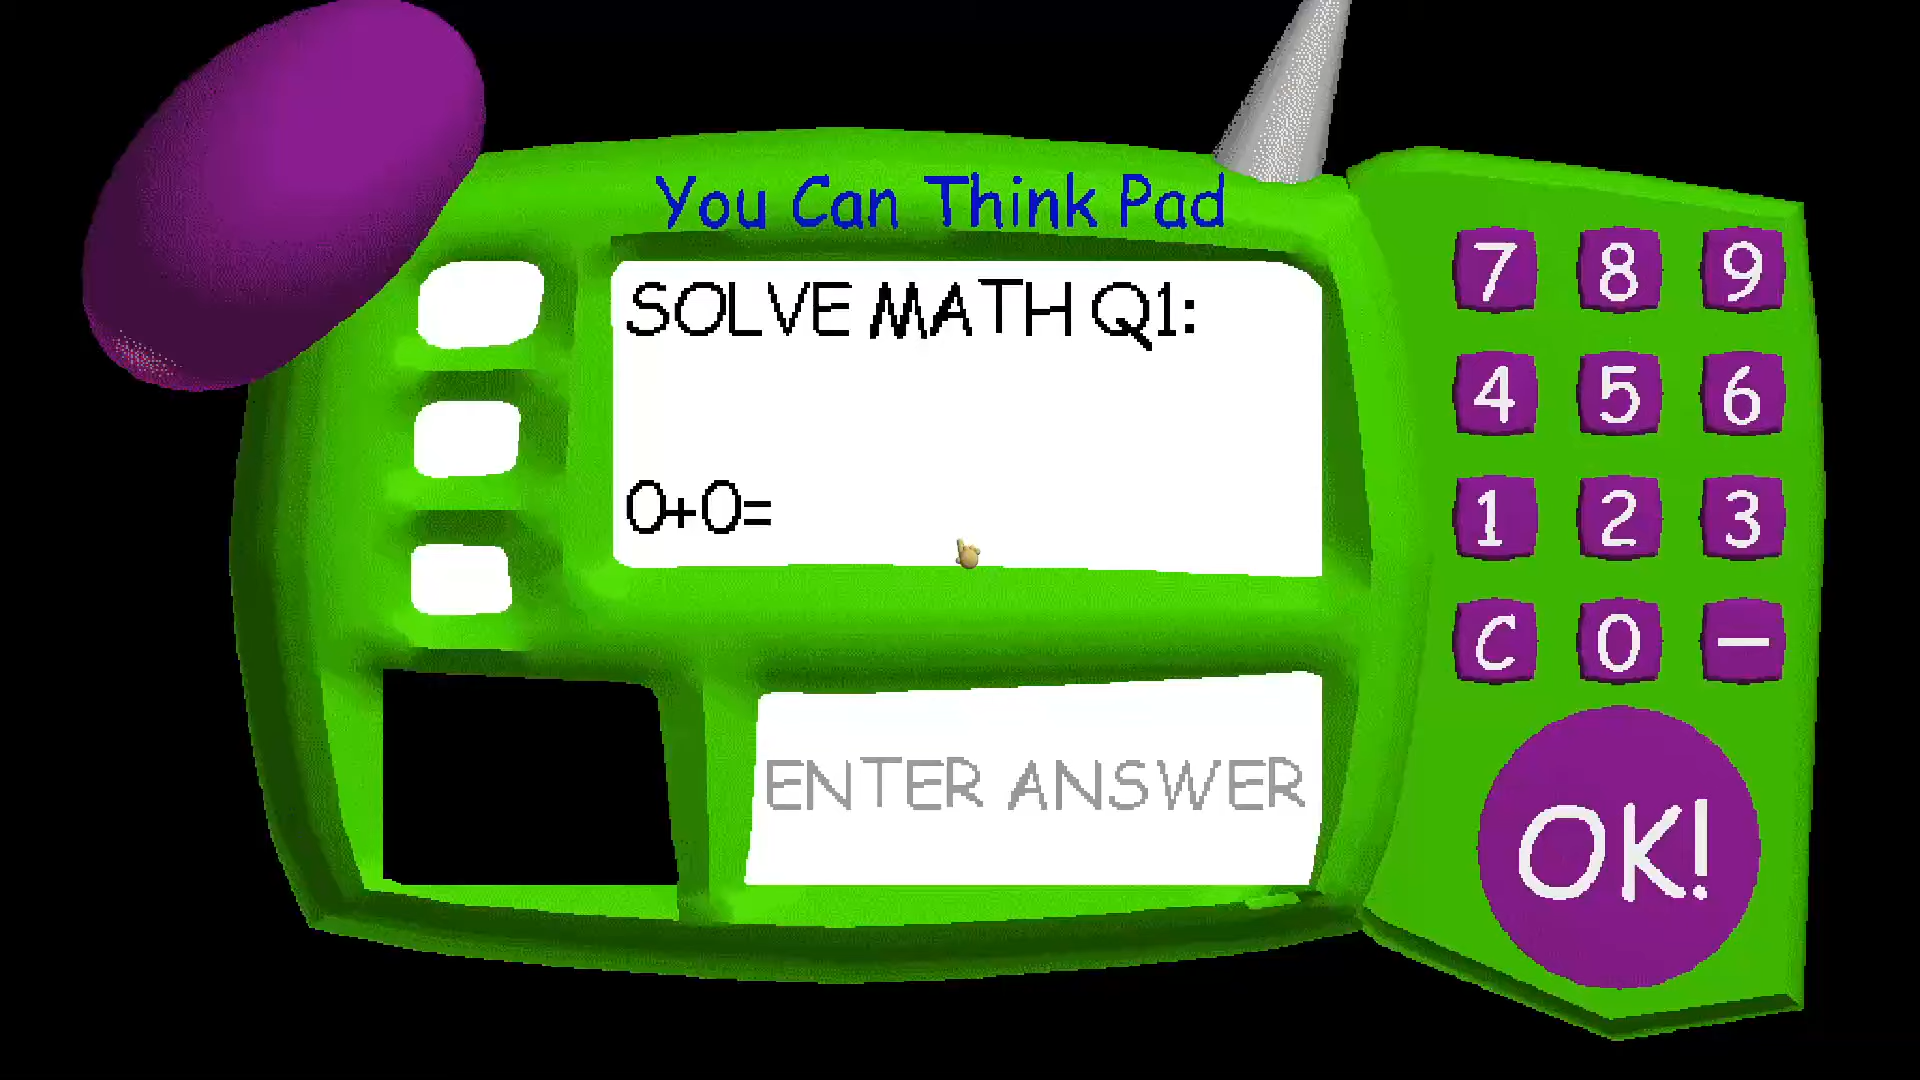 You Can Think Pad
SOLVE MATH Q1:
0+0=
ENTER ANSWER
7 8 9
4 5 6
1 2 3
C 0 —
OK!